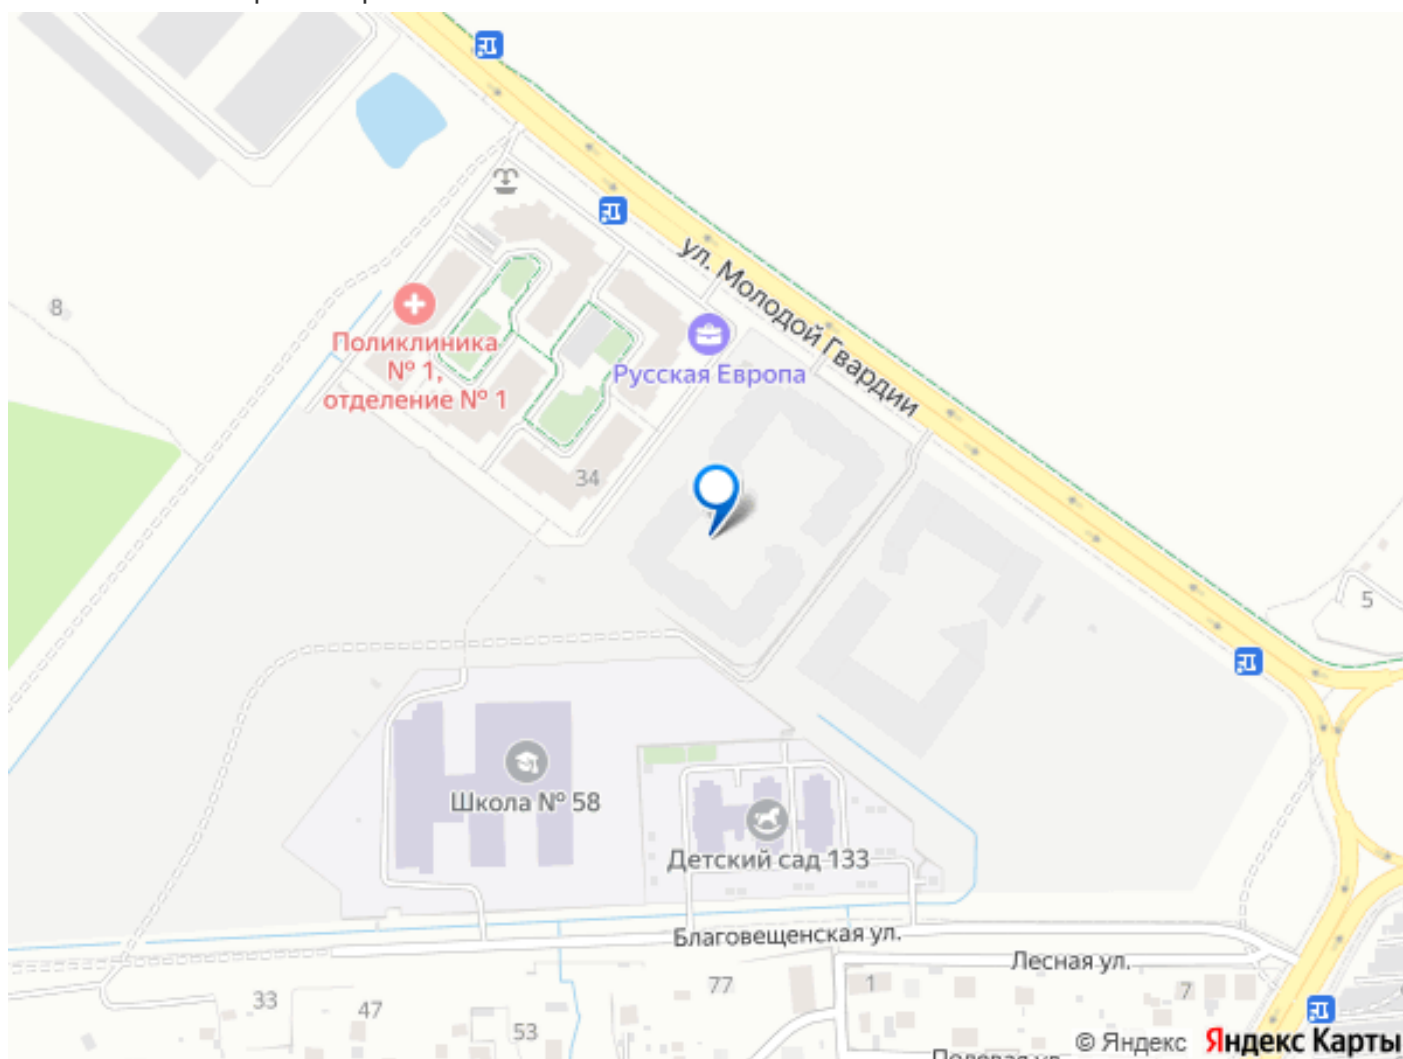 ул. Молодой Гвардии
8
Поликлиника
№ 1,
отделение № 1
Русская Европа
34
5
Школа № 58
Детский сад 133
Благовещенская ул.
Лесная ул.
33
47
53
77
1
7
© Яндекс
Яндекс Карты